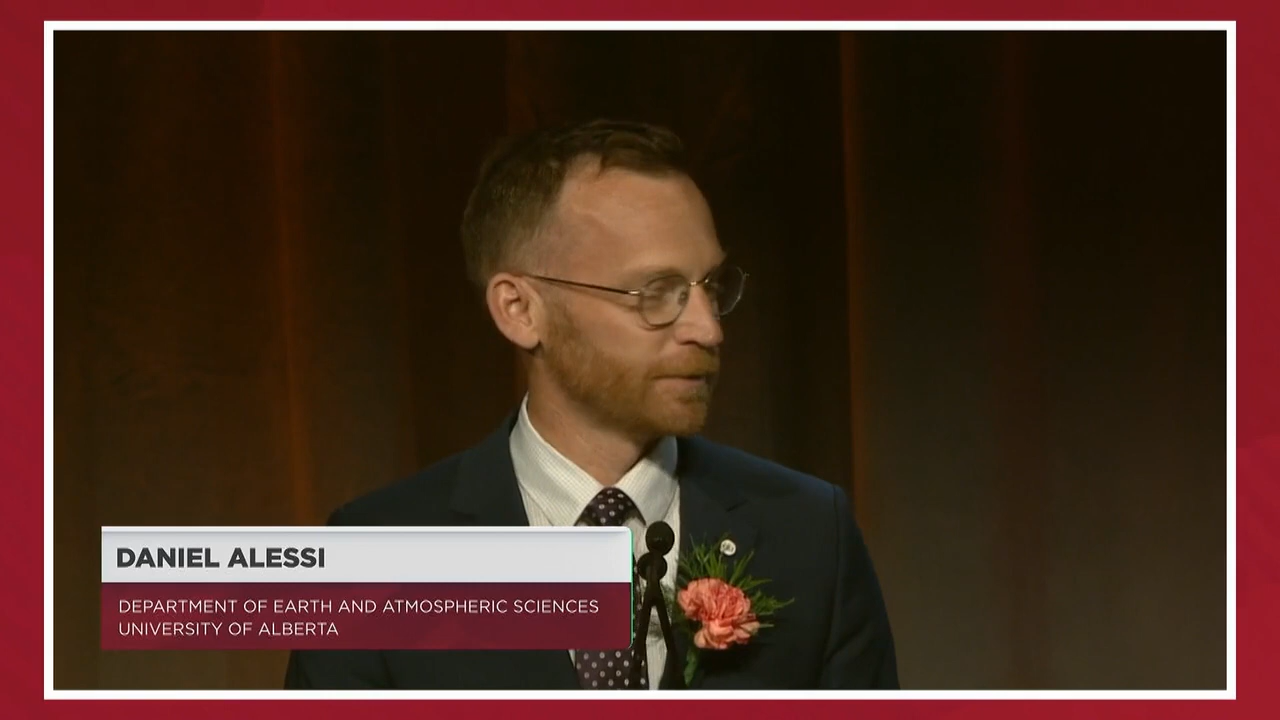 DANIEL ALESSI
DEPARTMENT OF EARTH AND ATMOSPHERIC SCIENCES
UNIVERSITY OF ALBERTA